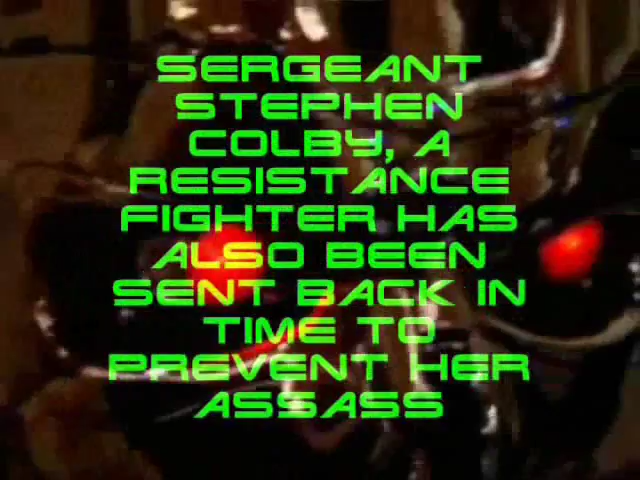 SERGEANT
STEPHEN
COLBY, A
RESISTANCE
FIGHTER HAS
ALSO BEEN
SENT BACK IN
TIME TO
PREVENT HER
ASSASS